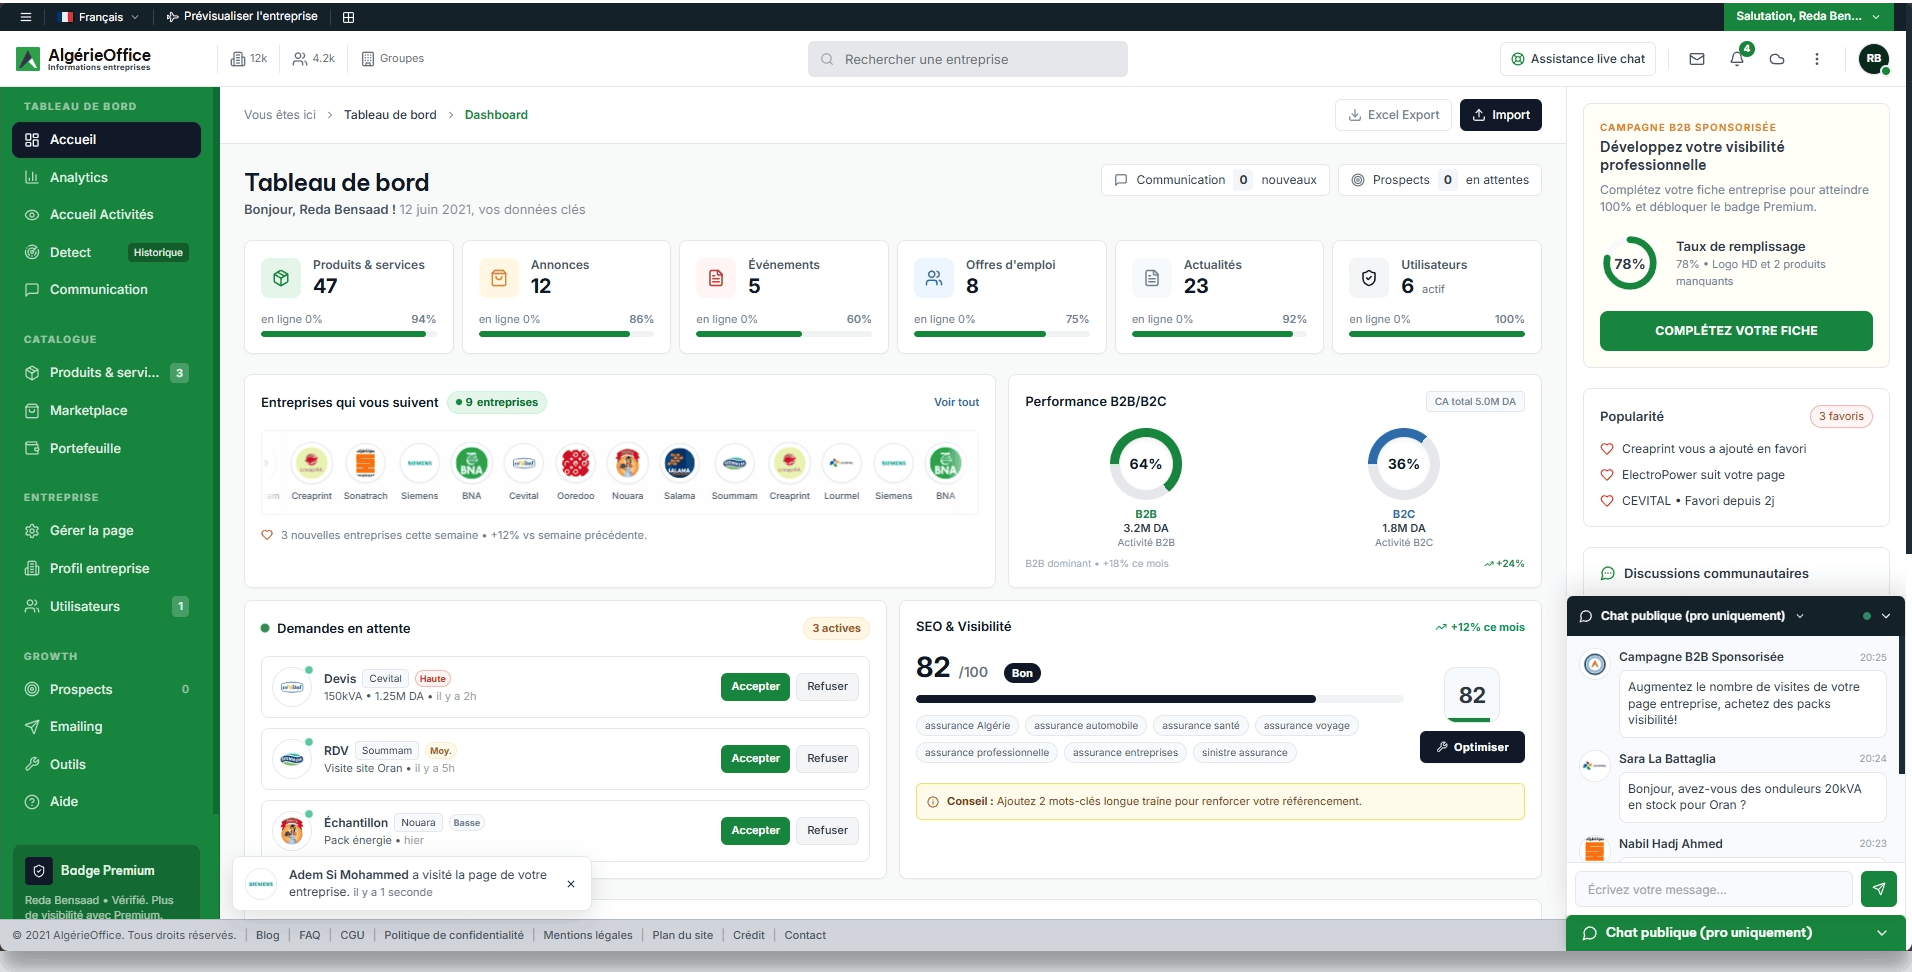 Français
Prévisualiser l'entreprise
Salutation, Reda Ben...
AlgérieOffice
Informations entreprises
12k
4.2k
Groupes
Rechercher une entreprise
Assistance live chat
4
RB
TABLEAU DE BORD
Accueil
Analytics
Accueil Activités
Detect Historique
Communication
CATALOGUE
Produits & servi... 3
Marketplace
Portefeuille
ENTREPRISE
Gérer la page
Profil entreprise
Utilisateurs 1
GROWTH
Prospects 0
Emailing
Outils
Aide
Badge Premium
Reda Bensaad • Vérifié. Plus
de visibilité avec Premium.
Vous êtes ici > Tableau de bord > Dashboard
Excel Export
Import
Tableau de bord
Bonjour, Reda Bensaad ! 12 juin 2021, vos données clés
Communication 0 nouveaux
Prospects 0 en attentes
Produits & services
47
en ligne 0% 94%
Annonces
12
en ligne 0% 86%
Événements
5
en ligne 0% 60%
Offres d'emploi
8
en ligne 0% 75%
Actualités
23
en ligne 0% 92%
Utilisateurs
6 actif
en ligne 0% 100%
Entreprises qui vous suivent
9 entreprises
Voir tout
Creaprint
Sonatrach
SIEMENS
Siemens
BNA
BNA
Cevital
Ooredoo
Nouara
SALAMA
Salama
Soummam
Creaprint
Lourmel
SIEMENS
Siemens
BNA
BNA
3 nouvelles entreprises cette semaine • +12% vs semaine précédente.
Performance B2B/B2C
CA total 5.0M DA
64%
B2B
3.2M DA
Activité B2B
36%
B2C
1.8M DA
Activité B2C
B2B dominant • +18% ce mois
+24%
Demandes en attente
3 actives
Devis Cevital Haute
150kVA • 1.25M DA • il y a 2h
Accepter Refuser
RDV Soummam Moy.
Visite site Oran • il y a 5h
Accepter Refuser
Échantillon Nouara Basse
Pack énergie • hier
Accepter Refuser
SEO & Visibilité
+12% ce mois
82 /100 Bon
assurance Algérie
assurance automobile
assurance santé
assurance voyage
assurance professionnelle
assurance entreprises
sinistre assurance
82
Optimiser
Conseil : Ajoutez 2 mots-clés longue traîne pour renforcer votre référencement.
SIEMENS
Adem Si Mohammed a visité la page de votre
entreprise. il y a 1 seconde
CAMPAGNE B2B SPONSORISÉE
Développez votre visibilité
professionnelle
Complétez votre fiche entreprise pour atteindre
100% et débloquer le badge Premium.
78%
Taux de remplissage
78% • Logo HD et 2 produits
manquants
COMPLÉTEZ VOTRE FICHE
Popularité
3 favoris
Creaprint vous a ajouté en favori
ElectroPower suit votre page
CEVITAL • Favori depuis 2j
Discussions communautaires
Chat publique (pro uniquement)
Campagne B2B Sponsorisée 20:25
Augmentez le nombre de visites de votre
page entreprise, achetez des packs
visibilité!
Sara La Battaglia 20:24
Bonjour, avez-vous des onduleurs 20kVA
en stock pour Oran ?
Nabil Hadj Ahmed 20:23
Écrivez votre message...
Chat publique (pro uniquement)
© 2021 AlgérieOffice. Tous droits réservés. | Blog | FAQ | CGU | Politique de confidentialité | Mentions légales | Plan du site | Crédit | Contact